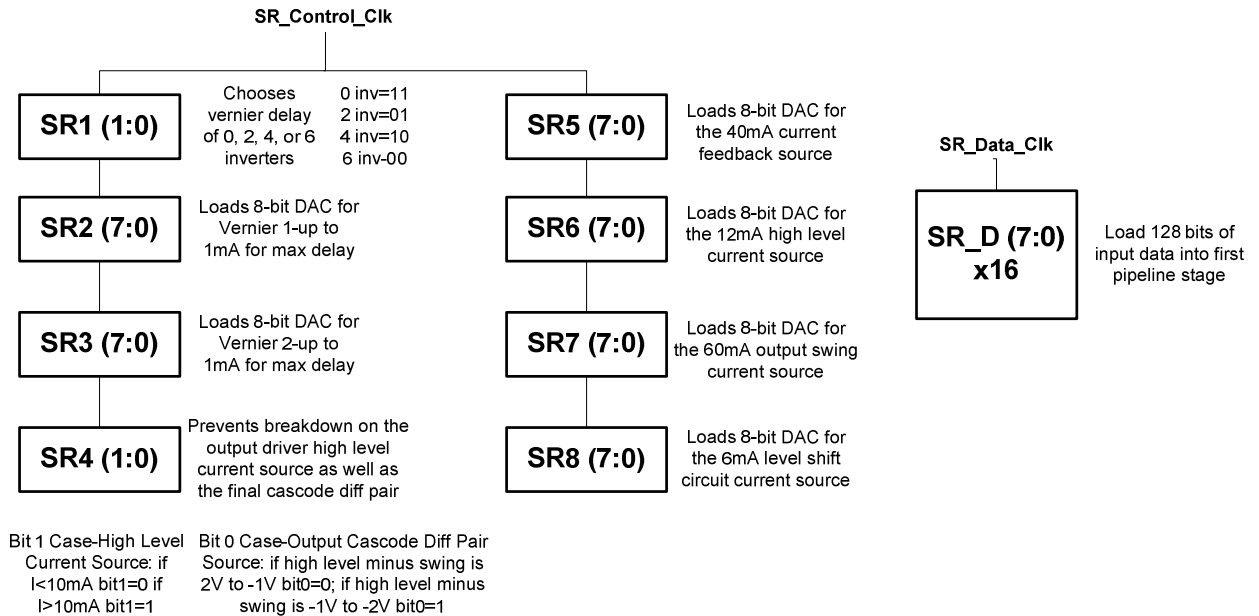 SR_Control_Clk
SR1 (1:0)
Chooses
vernier delay
of 0, 2, 4, or 6
inverters
0 inv=11
2 inv=01
4 inv=10
6 inv-00
SR2 (7:0)
Loads 8-bit DAC for
Vernier 1-up to
1mA for max delay
SR3 (7:0)
Loads 8-bit DAC for
Vernier 2-up to
1mA for max delay
SR4 (1:0)
Prevents breakdown on the
output driver high level
current source as well as
the final cascode diff pair
Bit 1 Case-High Level
Current Source: if
I<10mA bit1=0 if
I>10mA bit1=1
Bit 0 Case-Output Cascode Diff Pair
Source: if high level minus swing is
2V to -1V bit0=0; if high level minus
swing is -1V to -2V bit0=1
SR5 (7:0)
Loads 8-bit DAC for
the 40mA current
feedback source
SR6 (7:0)
Loads 8-bit DAC for
the 12mA high level
current source
SR7 (7:0)
Loads 8-bit DAC for
the 60mA output swing
current source
SR8 (7:0)
Loads 8-bit DAC for
the 6mA level shift
circuit current source
SR_Data_Clk
SR_D (7:0)
x16
Load 128 bits of
input data into first
pipeline stage